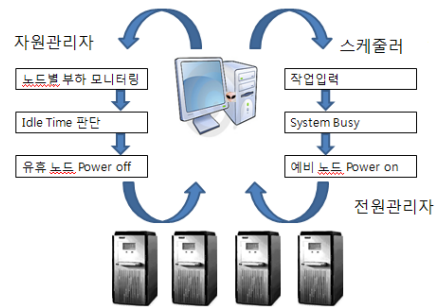 자원관리자
스케줄러
노드별 부하 모니터링
작업입력
Idle Time 판단
System Busy
유휴 노드 Power off
예비 노드 Power on
전원관리자